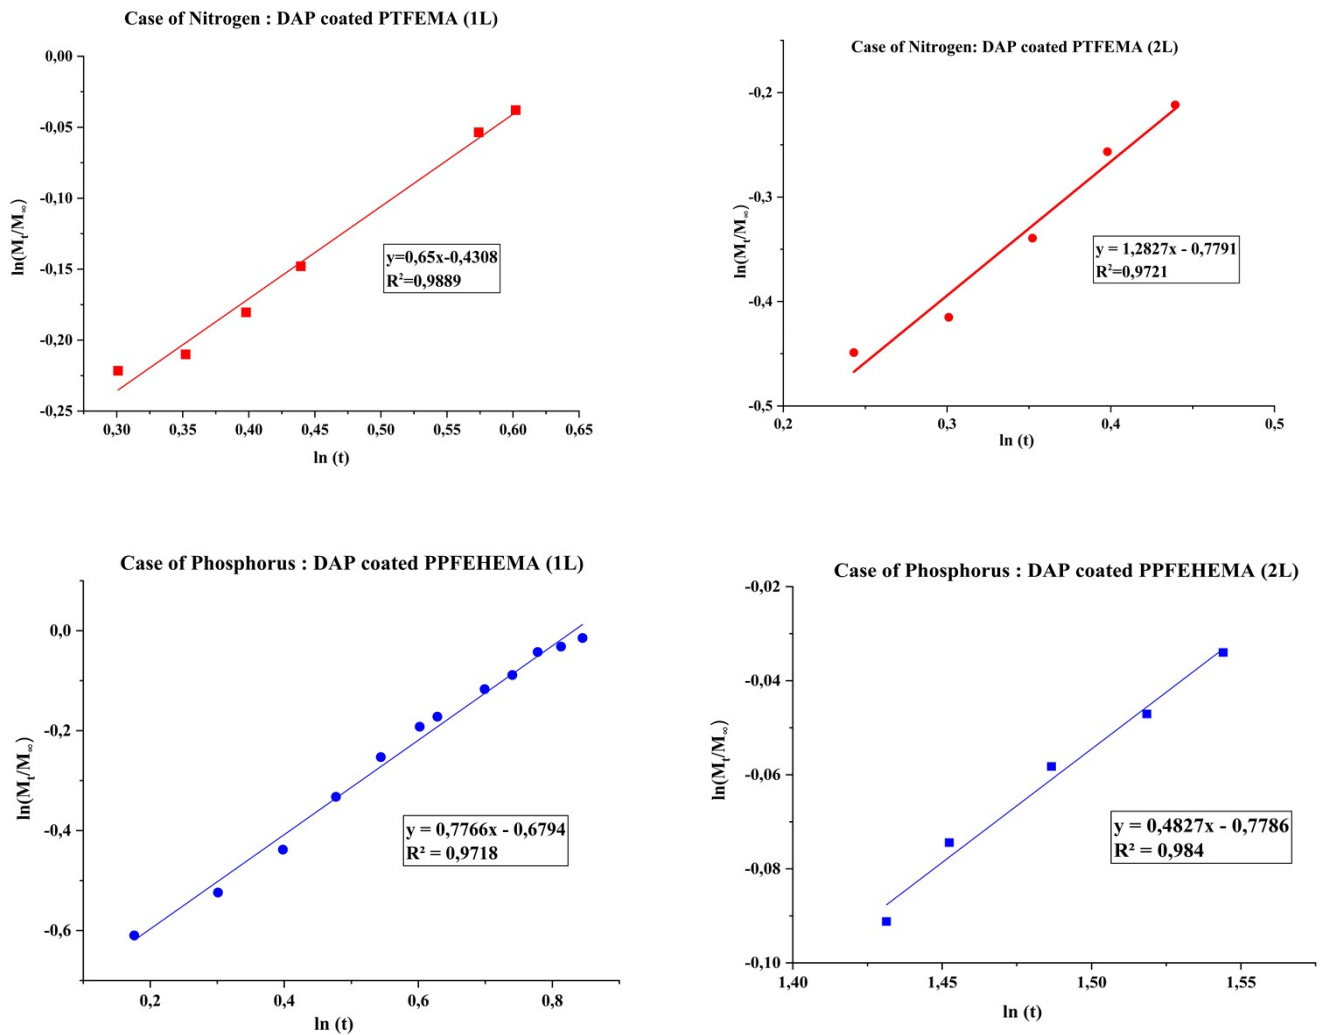 Case of Nitrogen : DAP coated PTFEMA (1L)
0,00
-0,05
-0,10
-0,15
-0,20
-0,25
ln(Mt/M∞)
y=0,65x-0,4308
R²=0,9889
0,30 0,35 0,40 0,45 0,50 0,55 0,60 0,65
ln (t)
Case of Nitrogen: DAP coated PTFEMA (2L)
-0,2
-0,3
-0,4
-0,5
ln(Mt/M∞)
y = 1,2827x - 0,7791
R²=0,9721
0,2 0,3 0,4 0,5
ln (t)
Case of Phosphorus : DAP coated PPFEHEMA (1L)
0,0
-0,2
-0,4
-0,6
ln(Mt/M∞)
y = 0,7766x - 0,6794
R² = 0,9718
0,2 0,4 0,6 0,8
ln (t)
Case of Phosphorus : DAP coated PPFEHEMA (2L)
-0,02
-0,04
-0,06
-0,08
-0,10
ln(Mt/M∞)
y = 0,4827x - 0,7786
R² = 0,984
1,40 1,45 1,50 1,55
ln (t)